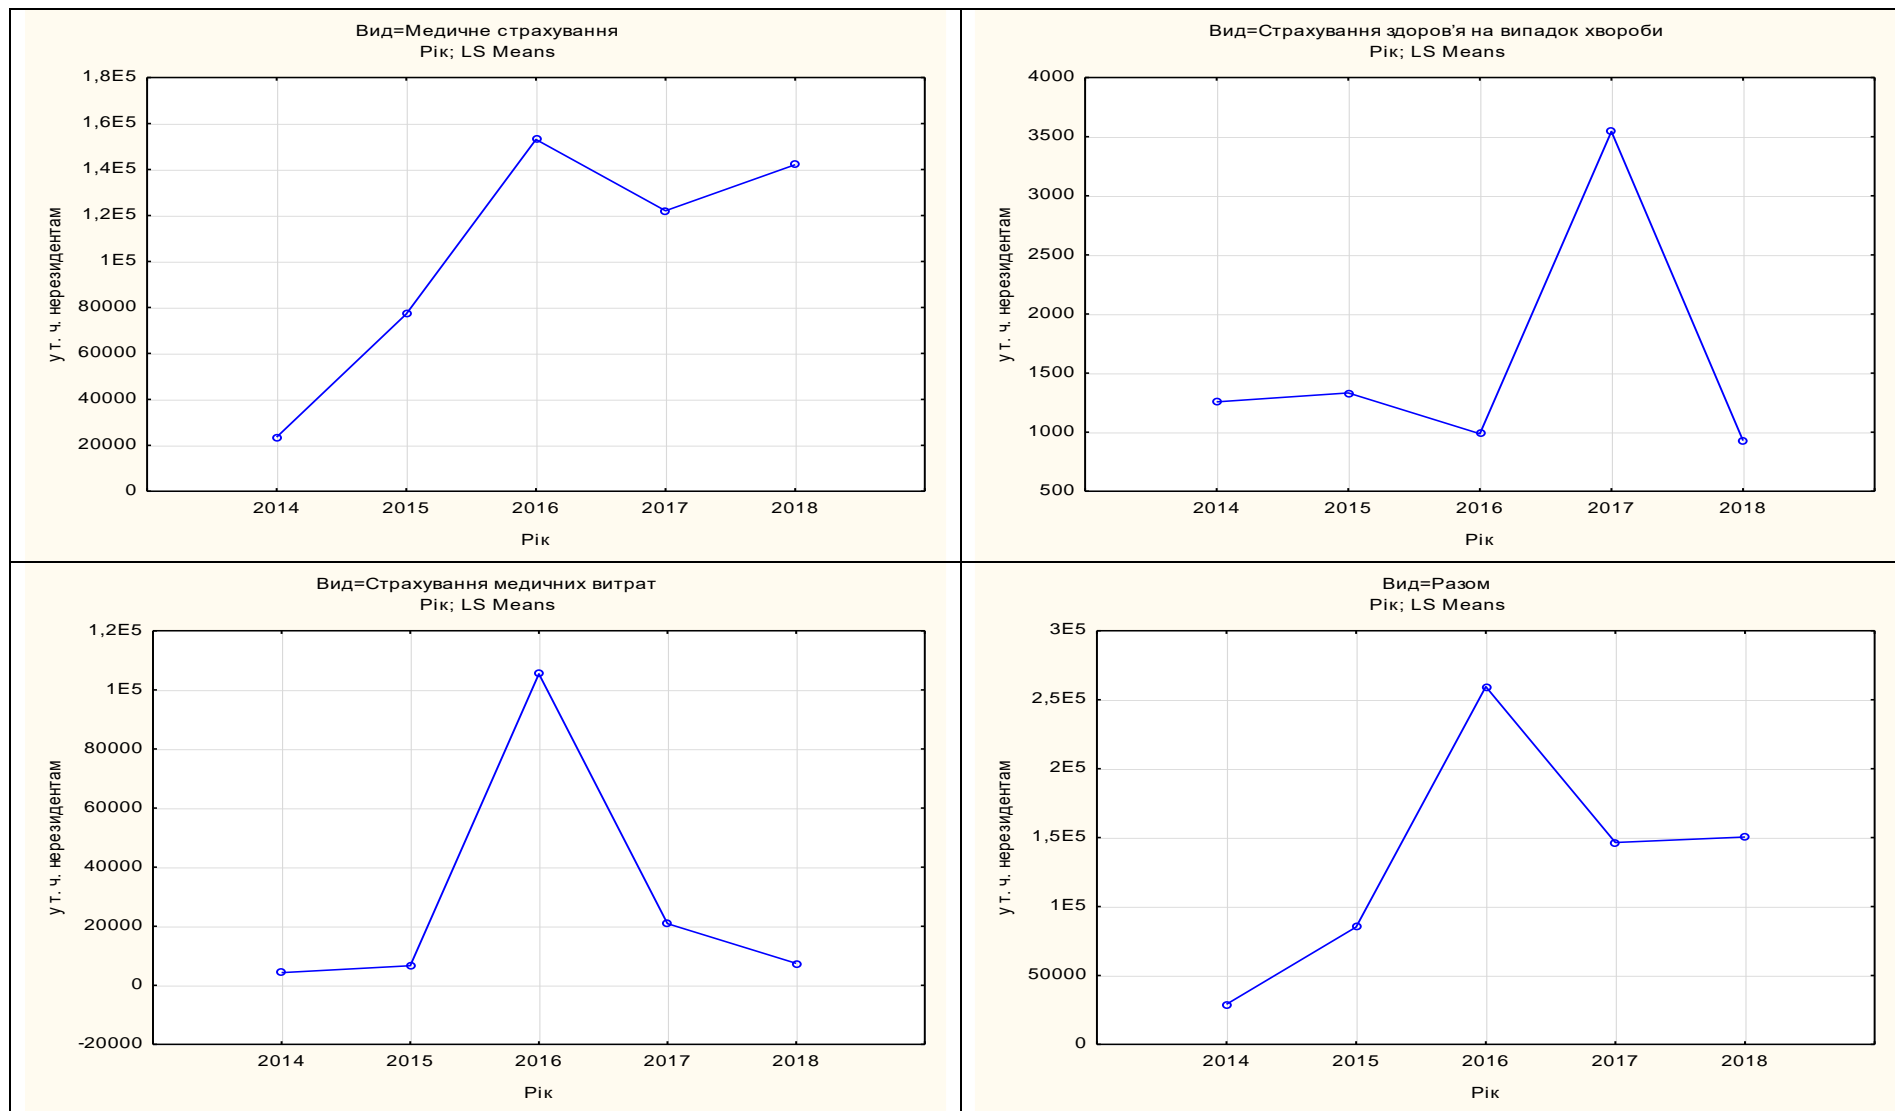 Вид=Медичне страхування
Рік; LS Means
1,8E5
1,6E5
1,4E5
1,2E5
1E5
80000
60000
40000
20000
0
у т. ч. нерезидентам
2014 2015 2016 2017 2018
Рік
Вид=Страхування здоров'я на випадок хвороби
Рік; LS Means
4000
3500
3000
2500
2000
1500
1000
500
у т. ч. нерезидентам
2014 2015 2016 2017 2018
Рік
Вид=Страхування медичних витрат
Рік; LS Means
1,2E5
1E5
80000
60000
40000
20000
0
-20000
у т. ч. нерезидентам
2014 2015 2016 2017 2018
Рік
Вид=Разом
Рік; LS Means
3E5
2,5E5
2E5
1,5E5
1E5
50000
0
у т. ч. нерезидентам
2014 2015 2016 2017 2018
Рік